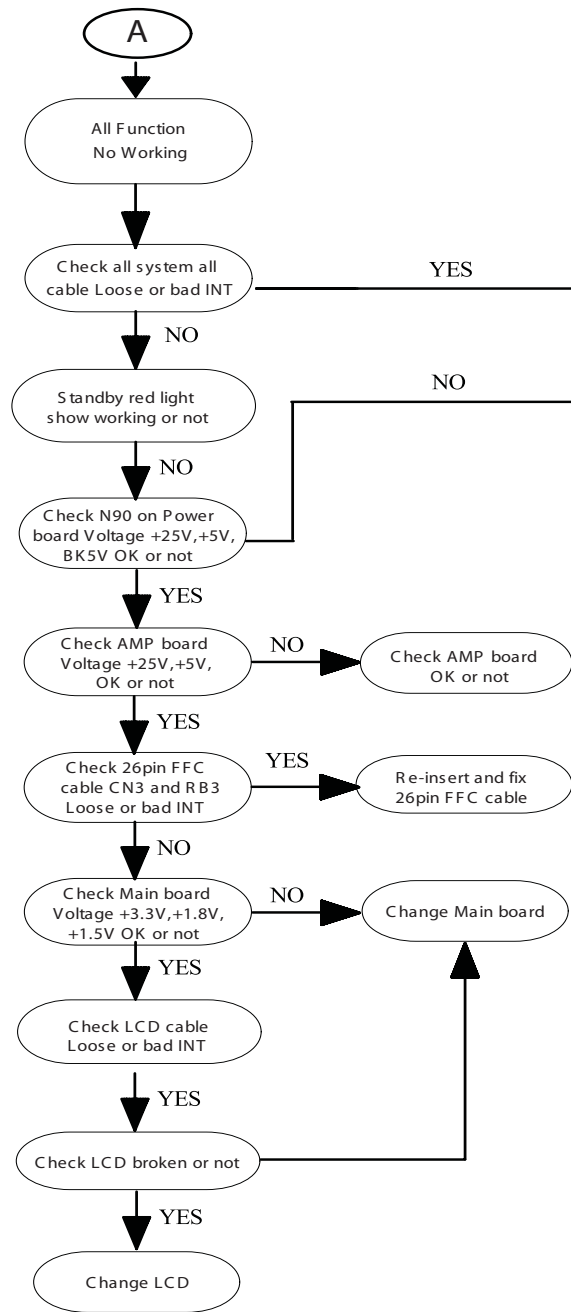 A
All Function
No Working
Check all system all
cable Loose or bad INT
YES
NO
Standby red light
show working or not
NO
NO
Check N90 on Power
board Voltage +25V,+5V,
BK5V OK or not
YES
Check AMP board
Voltage +25V,+5V,
OK or not
NO
Check AMP board
OK or not
YES
Check 26pin FFC
cable CN3 and RB3
Loose or bad INT
YES
Re-insert and fix
26pin FFC cable
NO
Check Main board
Voltage +3.3V,+1.8V,
+1.5V OK or not
NO
Change Main board
YES
Check LCD cable
Loose or bad INT
YES
Check LCD broken or not
YES
Change LCD